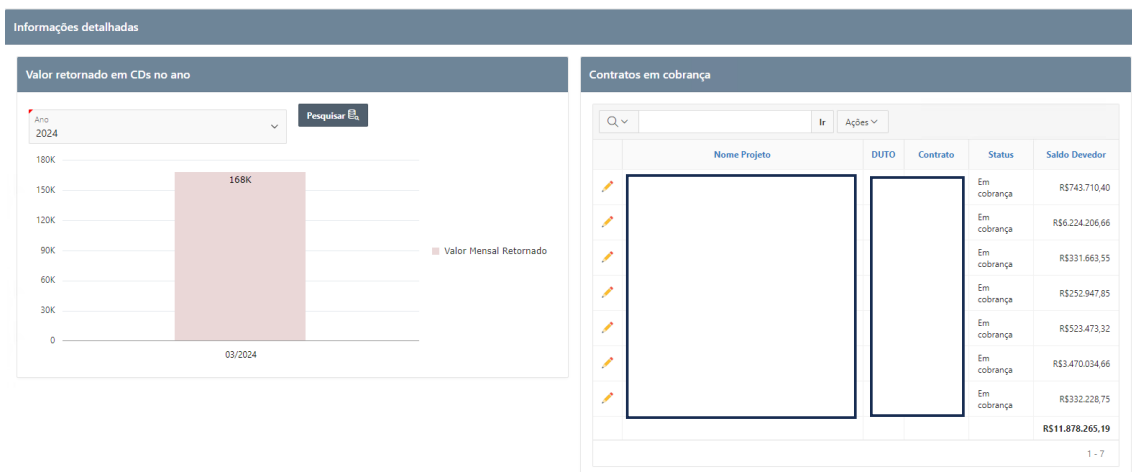 Informações detalhadas
Valor retornado em CDs no ano
Ano
2024
Pesquisar
180K
150K
120K
90K
60K
30K
0
168K
03/2024
Valor Mensal Retornado
Contratos em cobrança
Ir
Ações
Nome Projeto DUTO Contrato Status Saldo Devedor
Em
cobrança
R$743.710,40
Em
cobrança
R$6.224.206,66
Em
cobrança
R$331.663,55
Em
cobrança
R$252.947,85
Em
cobrança
R$523.473,32
Em
cobrança
R$3.470.034,66
Em
cobrança
R$332.228,75
R$11.878.265,19
1 - 7